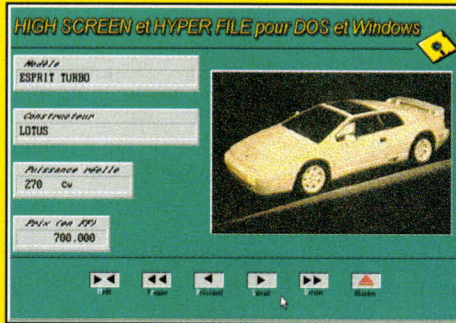 HIGH SCREEN et HYPER FILE pour DOS et Windows
Modèle
ESPRIT TURBO
Constructeur
LOTUS
Puissance réelle
270 Cv
Prix (en FF)
700.000